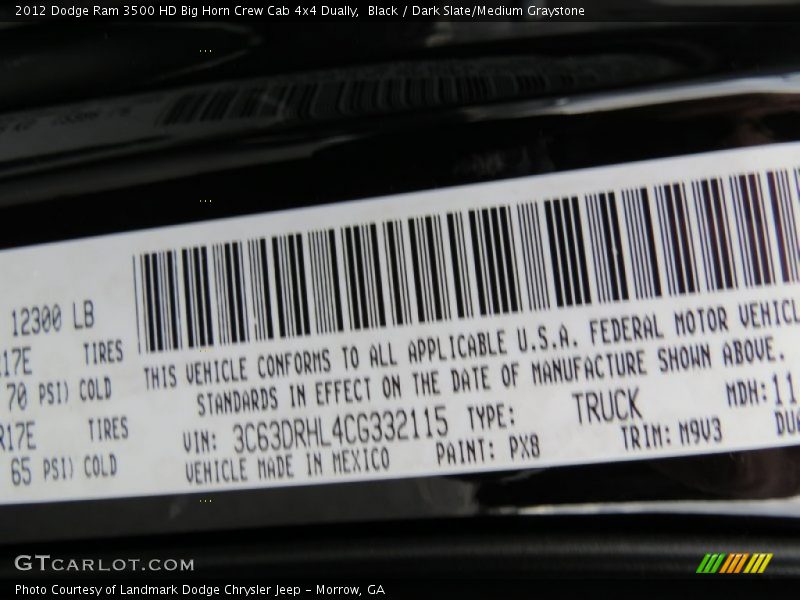 2012 Dodge Ram 3500 HD Big Horn Crew Cab 4x4 Dually, Black / Dark Slate/Medium Graystone
12300 LB
R17E TIRES
70 PSI) COLD
R17E TIRES
65 PSI) COLD
THIS VEHICLE CONFORMS TO ALL APPLICABLE U.S.A. FEDERAL MOTOR VEHICL
STANDARDS IN EFFECT ON THE DATE OF MANUFACTURE SHOWN ABOVE.
VIN: 3C63DRHL4CG332115 TYPE: TRUCK MDH: 11
VEHICLE MADE IN MEXICO PAINT: PX8 TRIM: M9V3 DUA
GTCARLOT.COM
Photo Courtesy of Landmark Dodge Chrysler Jeep – Morrow, GA